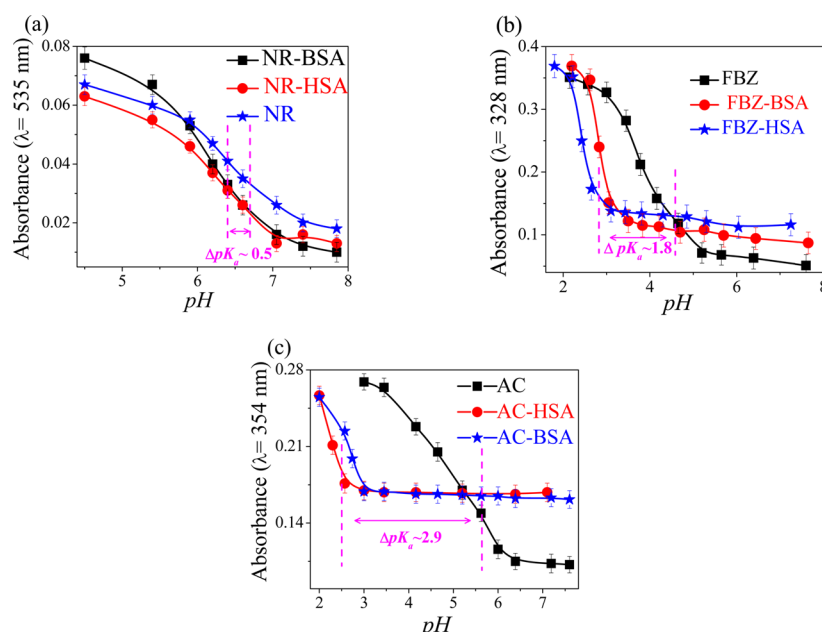 (a)
NR-BSA
NR-HSA
NR
0.08
0.06
0.04
0.02
Absorbance (λ= 535 nm)
ΔpKa~ 0.5
5 6 7 8
pH
(b)
FBZ
FBZ-BSA
FBZ-HSA
0.4
0.3
0.2
0.1
Absorbance (λ= 328 nm)
Δ pKa~1.8
2 4 6 8
pH
(c)
AC
AC-HSA
AC-BSA
0.28
0.21
0.14
Absorbance (λ= 354 nm)
ΔpKa~2.9
2 3 4 5 6 7
pH